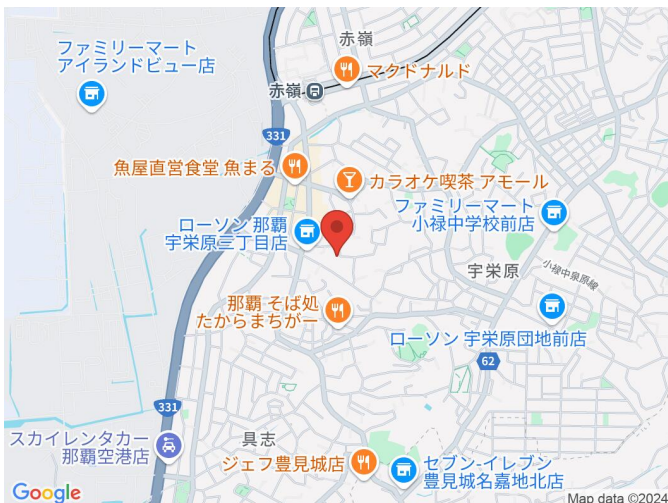 ファミリーマート
アイランドビュー店
赤嶺
マクドナルド
赤嶺
331
魚屋直営食堂 魚まる
カラオケ喫茶 アモール
ファミリーマート
小禄中学校前店
ローソン 那覇
宇栄原三丁目店
宇栄原
小禄中泉原線
那覇 そば処
たからまちがー
ローソン 宇栄原団地前店
62
331
スカイレンタカー
那覇空港店
具志
ジェフ豊見城店
セブン-イレブン
豊見城名嘉地北店
Google
Map data ©2024